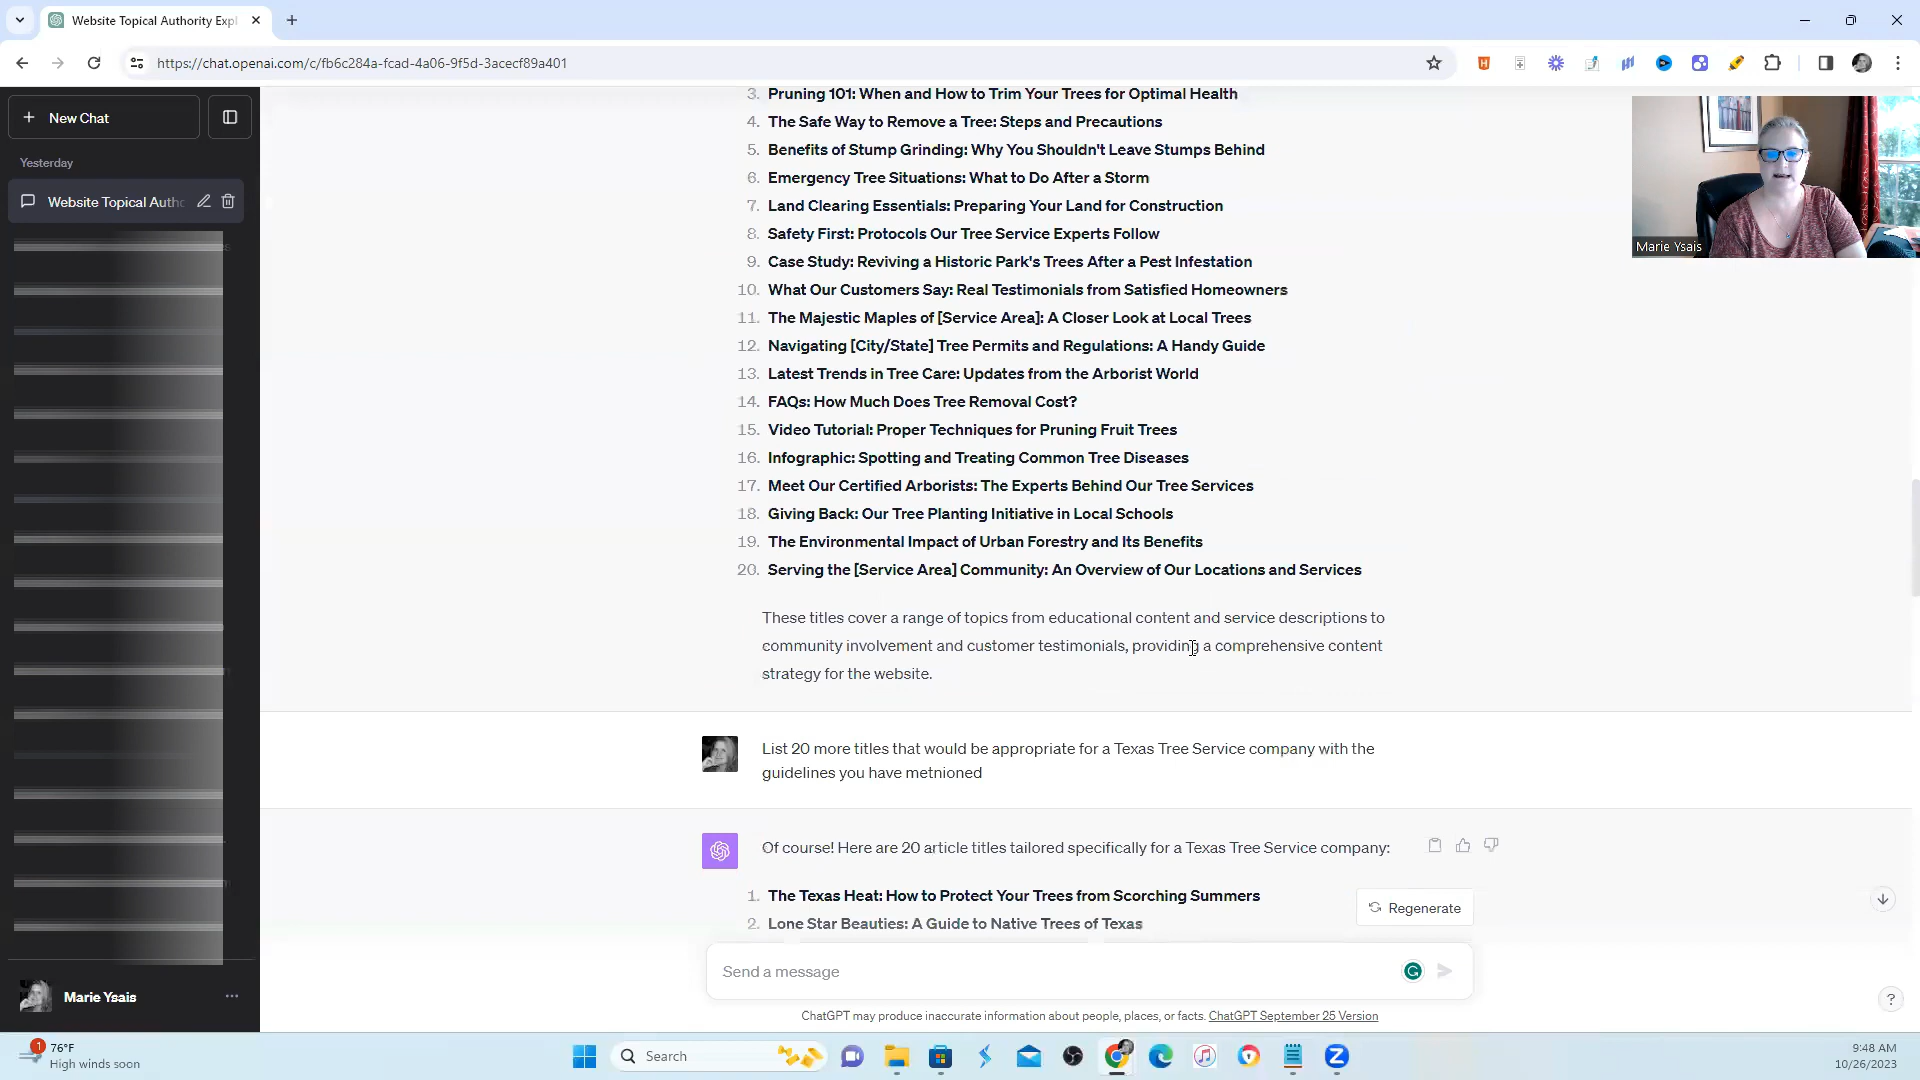 Website Topical Authority Expl
https://chat.openai.com/c/fb6c284a-fcad-4a06-9f5d-3acecf89a401
New Chat
Yesterday
Website Topical Autho
3. Pruning 101: When and How to Trim Your Trees for Optimal Health
4. The Safe Way to Remove a Tree: Steps and Precautions
5. Benefits of Stump Grinding: Why You Shouldn't Leave Stumps Behind
6. Emergency Tree Situations: What to Do After a Storm
7. Land Clearing Essentials: Preparing Your Land for Construction
8. Safety First: Protocols Our Tree Service Experts Follow
9. Case Study: Reviving a Historic Park's Trees After a Pest Infestation
10. What Our Customers Say: Real Testimonials from Satisfied Homeowners
11. The Majestic Maples of [Service Area]: A Closer Look at Local Trees
12. Navigating [City/State] Tree Permits and Regulations: A Handy Guide
13. Latest Trends in Tree Care: Updates from the Arborist World
14. FAQs: How Much Does Tree Removal Cost?
15. Video Tutorial: Proper Techniques for Pruning Fruit Trees
16. Infographic: Spotting and Treating Common Tree Diseases
17. Meet Our Certified Arborists: The Experts Behind Our Tree Services
18. Giving Back: Our Tree Planting Initiative in Local Schools
19. The Environmental Impact of Urban Forestry and Its Benefits
20. Serving the [Service Area] Community: An Overview of Our Locations and Services
These titles cover a range of topics from educational content and service descriptions to
community involvement and customer testimonials, providing a comprehensive content
strategy for the website.
List 20 more titles that would be appropriate for a Texas Tree Service company with the
guidelines you have metnioned
Of course! Here are 20 article titles tailored specifically for a Texas Tree Service company:
1. The Texas Heat: How to Protect Your Trees from Scorching Summers
2. Lone Star Beauties: A Guide to Native Trees of Texas
Regenerate
Send a message
ChatGPT may produce inaccurate information about people, places, or facts. ChatGPT September 25 Version
?
Marie Ysais
Marie Ysais
1
76°F
High winds soon
Search
9:48 AM
10/26/2023